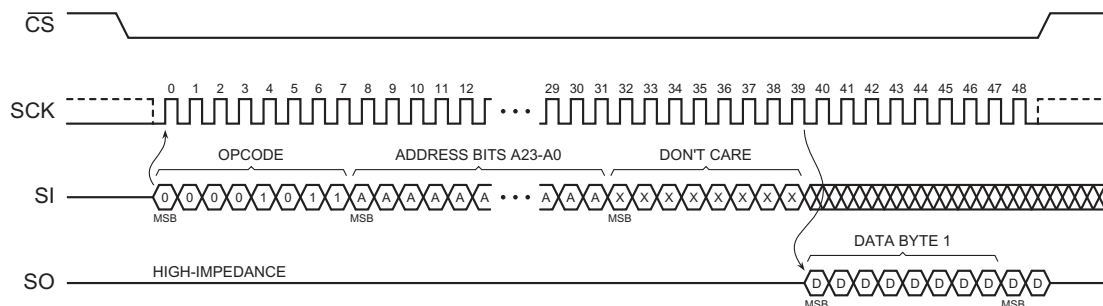 CS
SCK
0 1 2 3 4 5 6 7 8 9 10 11 12 29 30 31 32 33 34 35 36 37 38 39 40 41 42 43 44 45 46 47 48
OPCODE ADDRESS BITS A23-A0 DON'T CARE
SI
0 0 0 0 1 0 1 1 A A A A A A A A A X X X X X X X X
MSB MSB MSB
DATA BYTE 1
SO
HIGH-IMPEDANCE
D D D D D D D D D D
MSB MSB